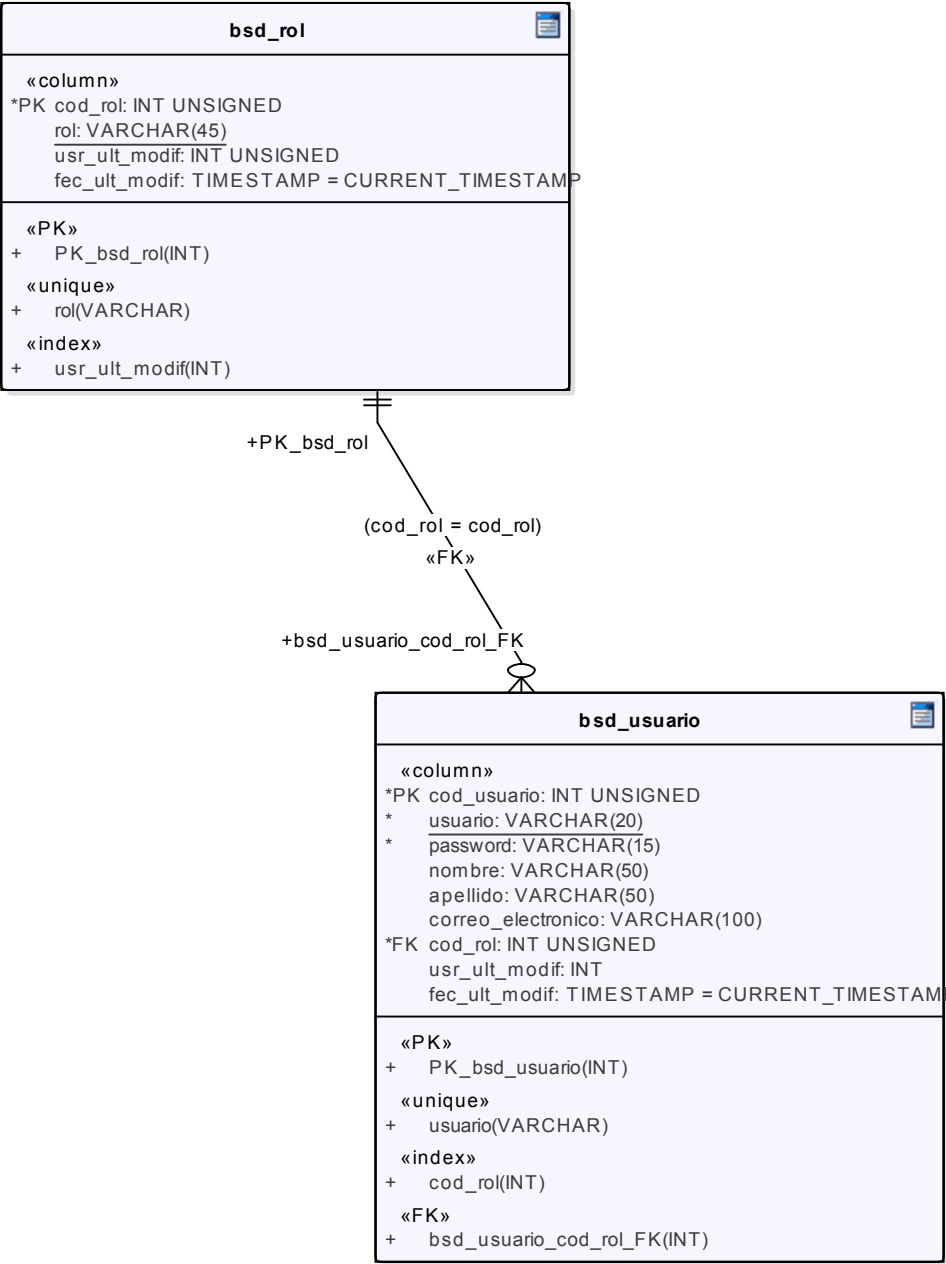 bsd_rol
«column»
*PK cod_rol: INT UNSIGNED
rol: VARCHAR(45)
usr_ult_modif: INT UNSIGNED
fec_ult_modif: TIMESTAMP = CURRENT_TIMESTAMP
«PK»
+ PK_bsd_rol(INT)
«unique»
+ rol(VARCHAR)
«index»
+ usr_ult_modif(INT)
+PK_bsd_rol
(cod_rol = cod_rol)
«FK»
+bsd_usuario_cod_rol_FK
bsd_usuario
«column»
*PK cod_usuario: INT UNSIGNED
* usuario: VARCHAR(20)
* password: VARCHAR(15)
nombre: VARCHAR(50)
apellido: VARCHAR(50)
correo_electronico: VARCHAR(100)
*FK cod_rol: INT UNSIGNED
usr_ult_modif: INT
fec_ult_modif: TIMESTAMP = CURRENT_TIMESTAM
«PK»
+ PK_bsd_usuario(INT)
«unique»
+ usuario(VARCHAR)
«index»
+ cod_rol(INT)
«FK»
+ bsd_usuario_cod_rol_FK(INT)